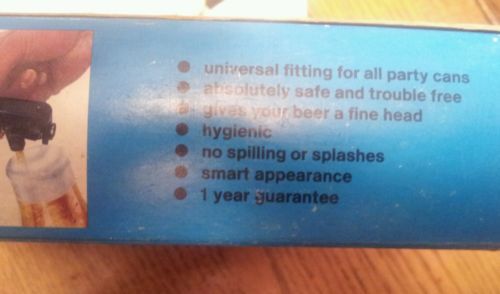 universal fitting for all party cans
absolutely safe and trouble free
gives your beer a fine head
hygienic
no spilling or splashes
smart appearance
1 year guarantee